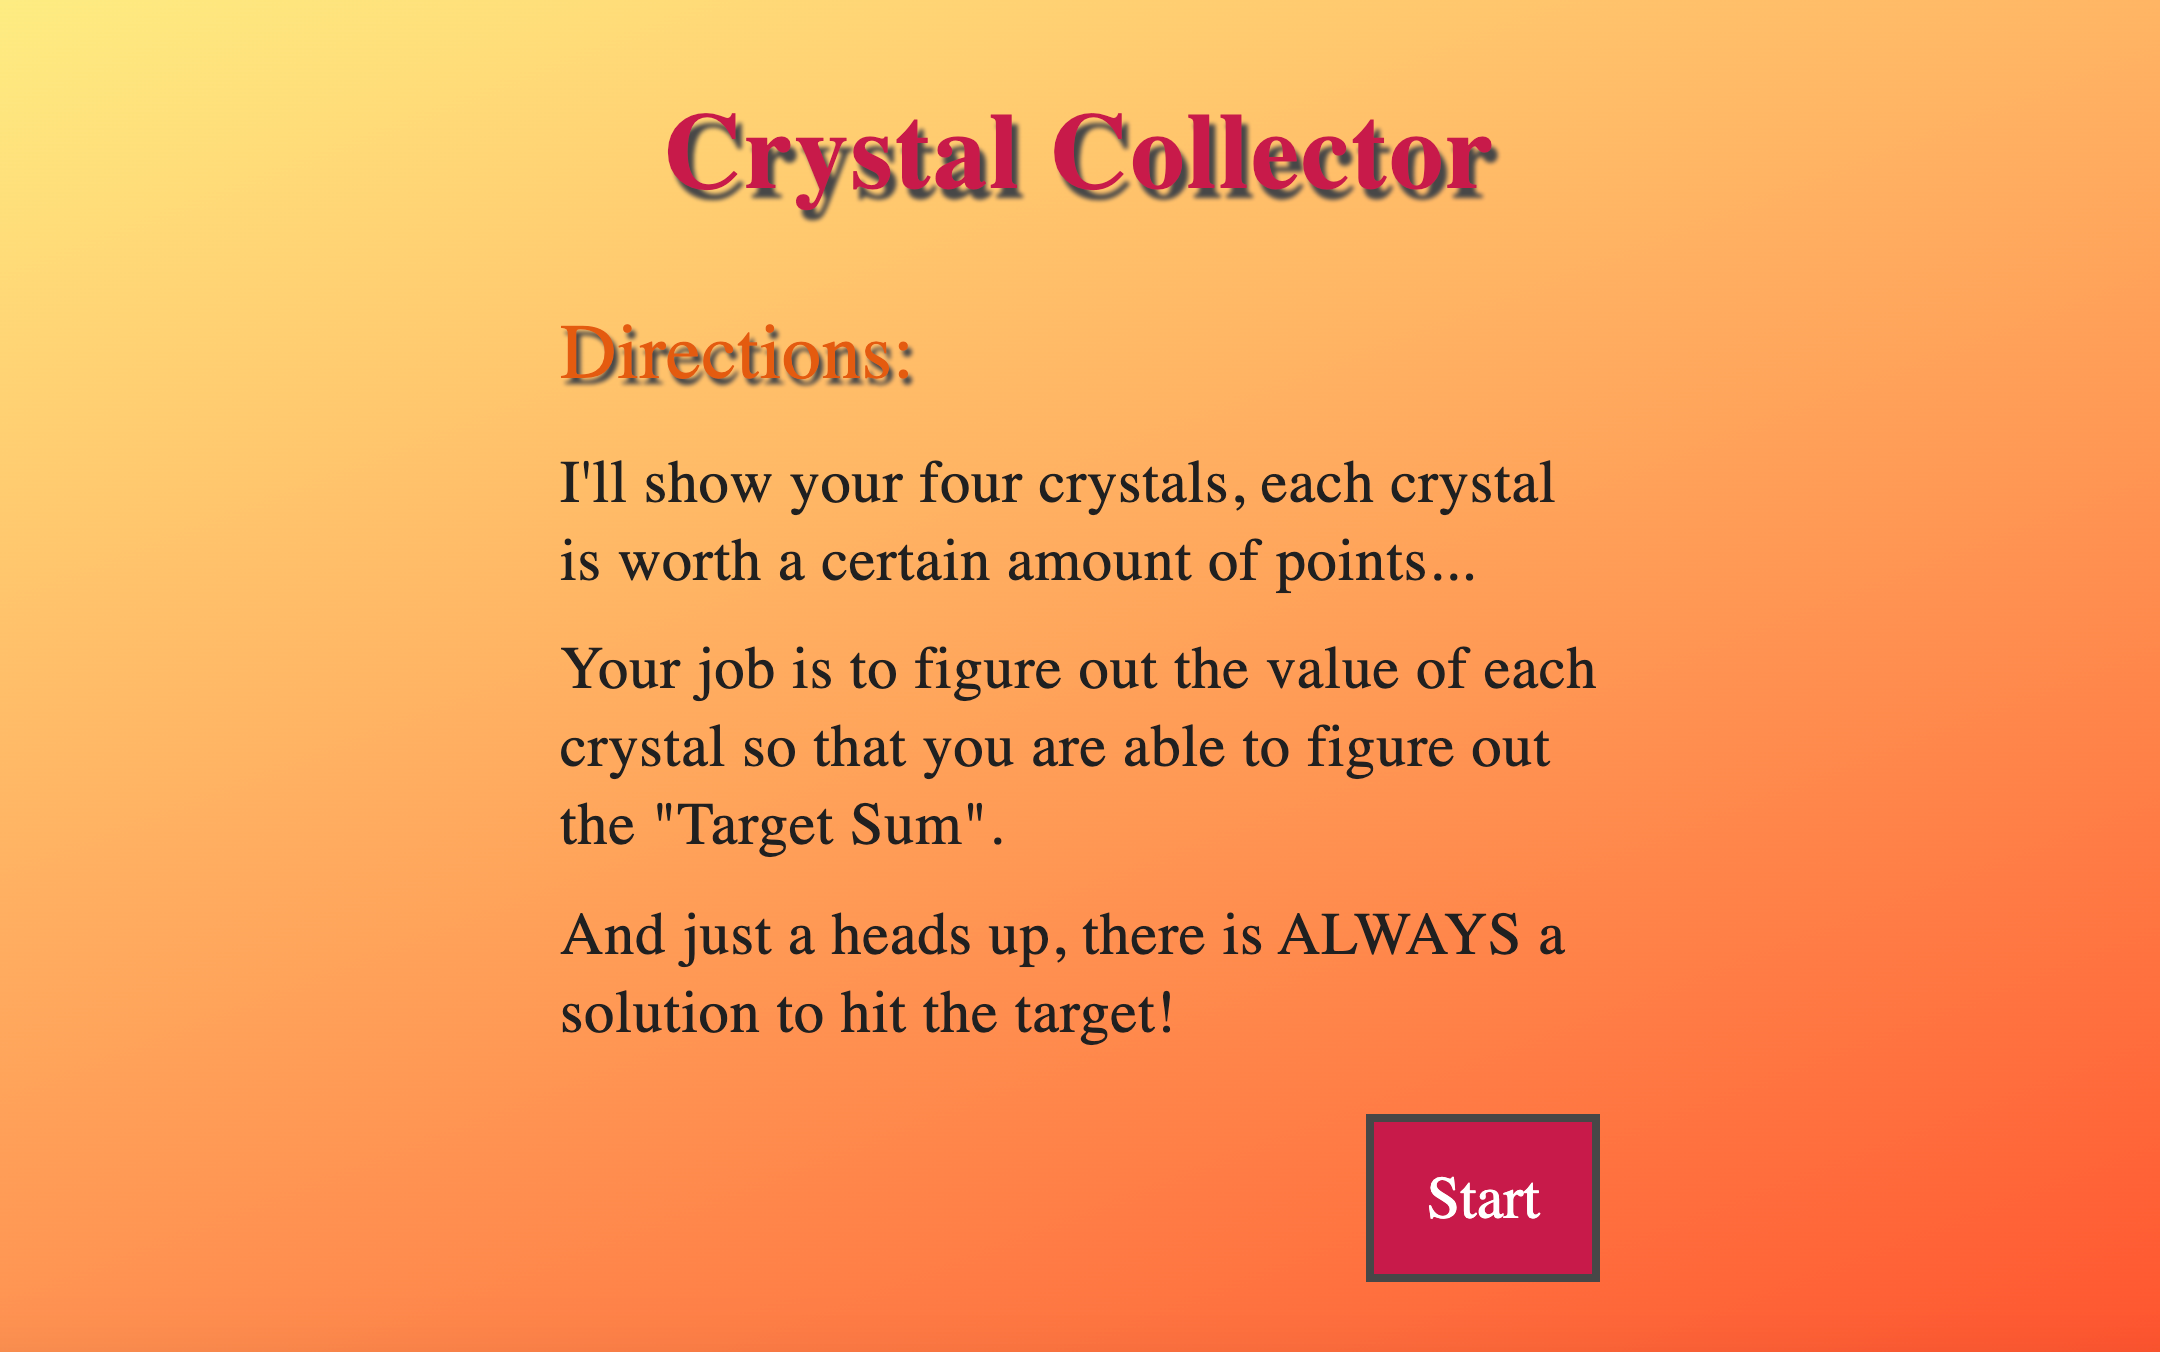 Crystal Collector
Directions:
I'll show your four crystals, each crystal
is worth a certain amount of points...
Your job is to figure out the value of each
crystal so that you are able to figure out
the "Target Sum".
And just a heads up, there is ALWAYS a
solution to hit the target!
Start